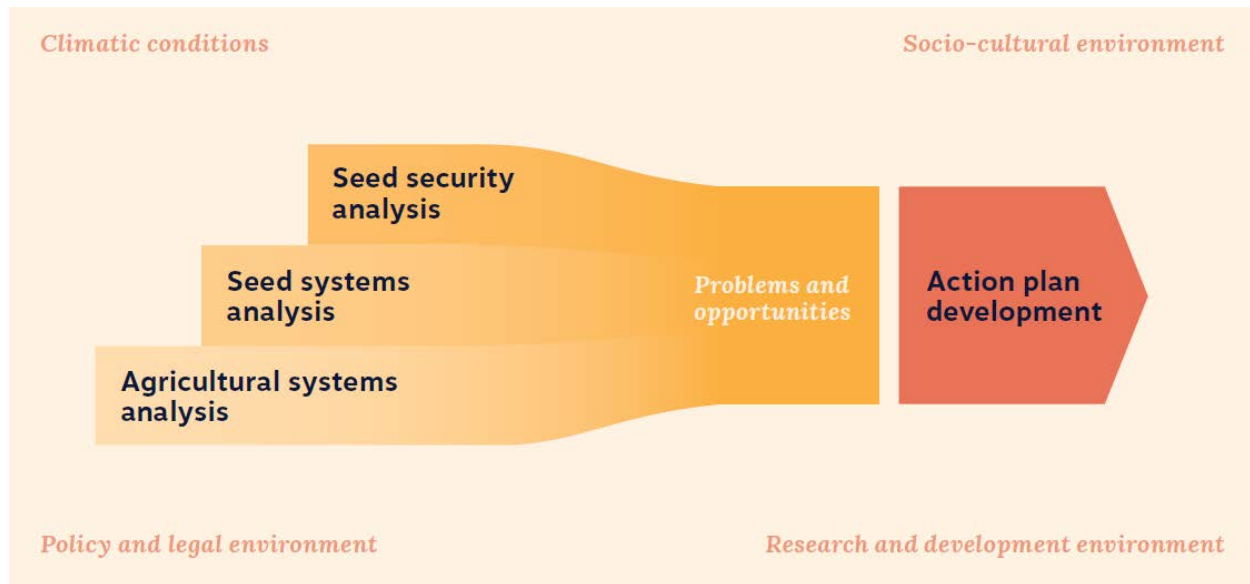 Climatic conditions
Socio-cultural environment
Seed security
analysis
Seed systems
analysis
Agricultural systems
analysis
Problems and
opportunities
Action plan
development
Policy and legal environment
Research and development environment